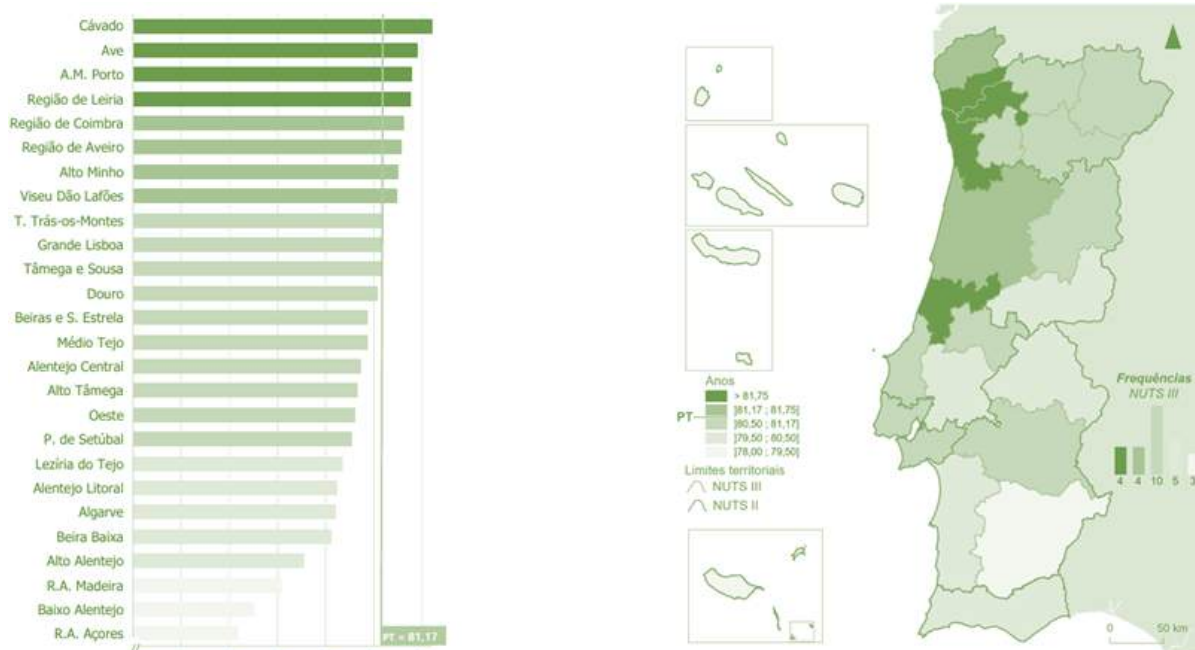 Cávado
Ave
A.M. Porto
Região de Leiria
Região de Coimbra
Região de Aveiro
Alto Minho
Viseu Dão Lafões
T. Trás-os-Montes
Grande Lisboa
Tâmega e Sousa
Douro
Beiras e S. Estrela
Médio Tejo
Alentejo Central
Alto Tâmega
Oeste
P. de Setúbal
Lezíria do Tejo
Alentejo Litoral
Algarve
Beira Baixa
Alto Alentejo
R.A. Madeira
Baixo Alentejo
R.A. Açores
PT = 81,17
Anos
> 81,75
]81,17 ; 81,75]
PT
]80,50 ; 81,17]
]79,50 ; 80,50]
]78,00 ; 79,50]
Limites territoriais
NUTS III
NUTS II
Frequências
NUTS III
4 4 10 5 3
0 50 km